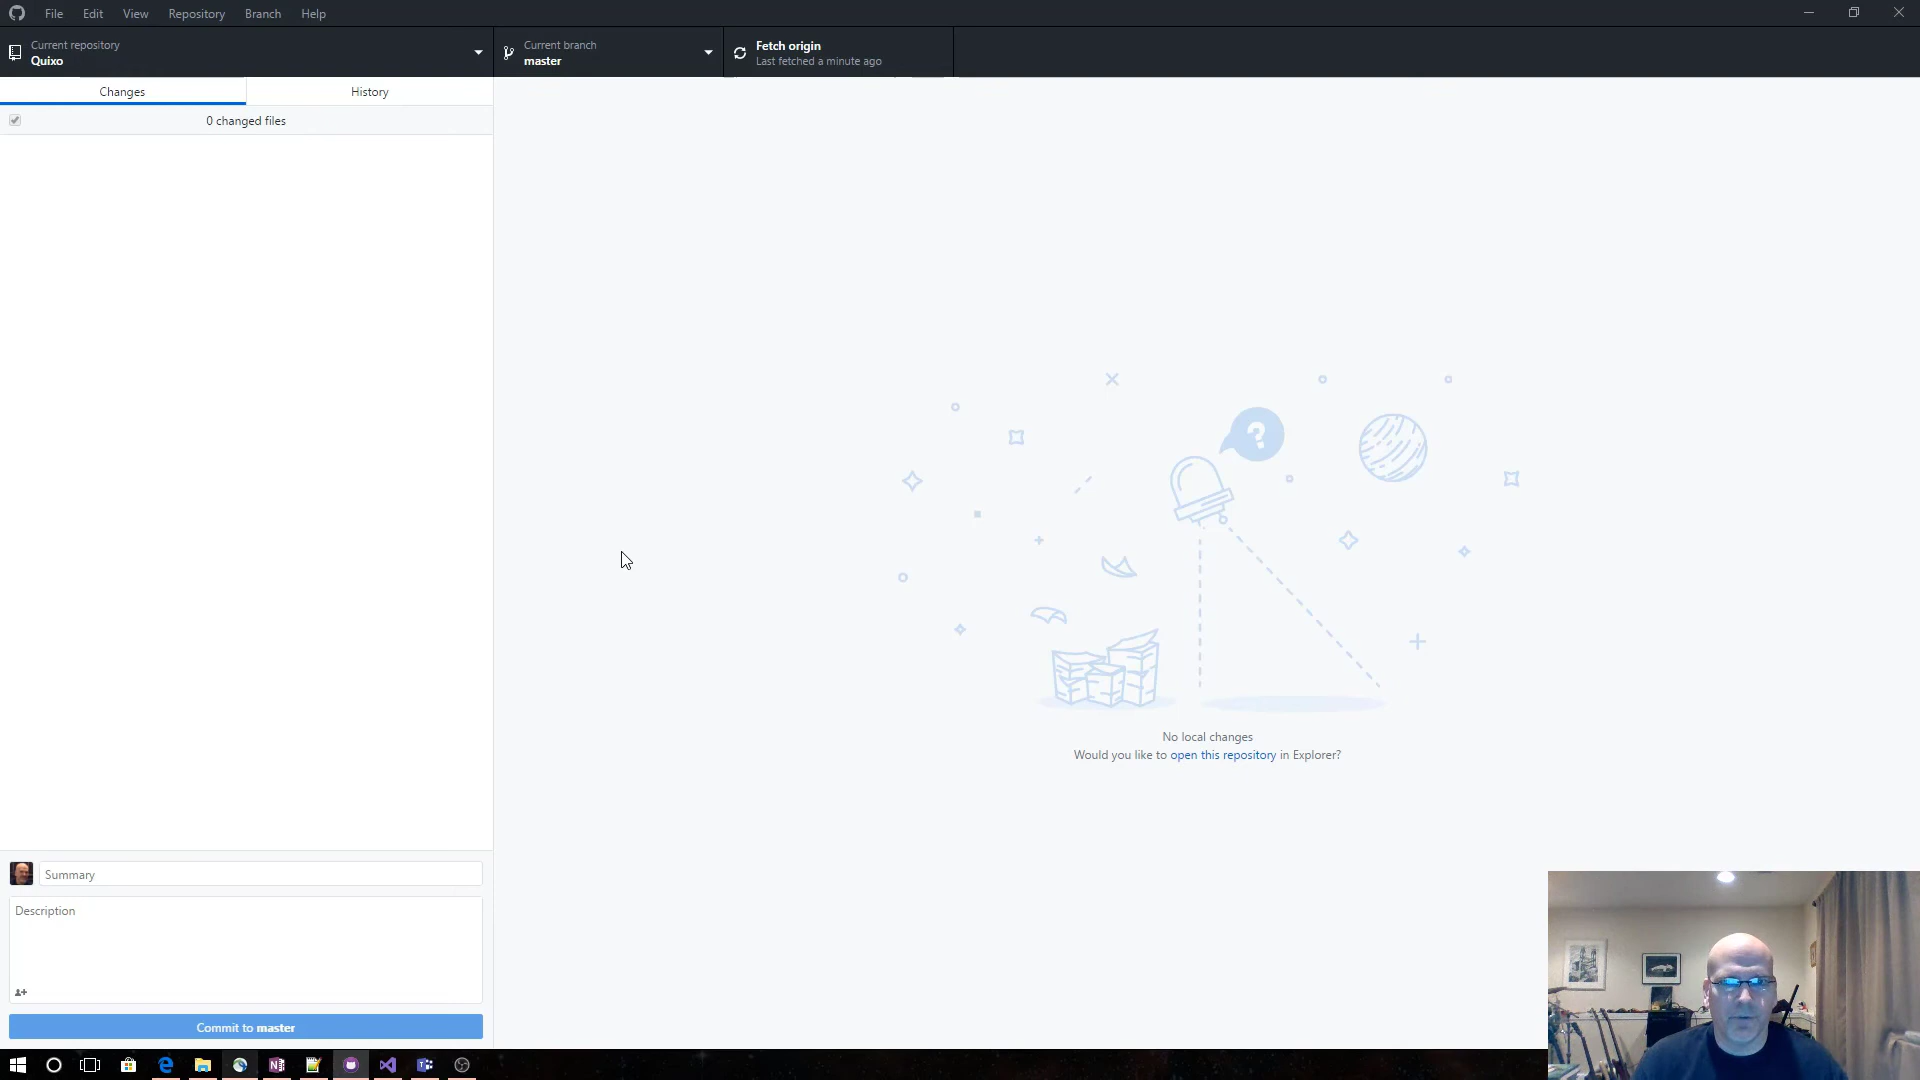 File Edit View Repository Branch Help
Current repository
Quixo
Current branch
master
Fetch origin
Last fetched a minute ago
Changes
History
0 changed files
?
No local changes
Would you like to open this repository in Explorer?
Summary
Description
Commit to master